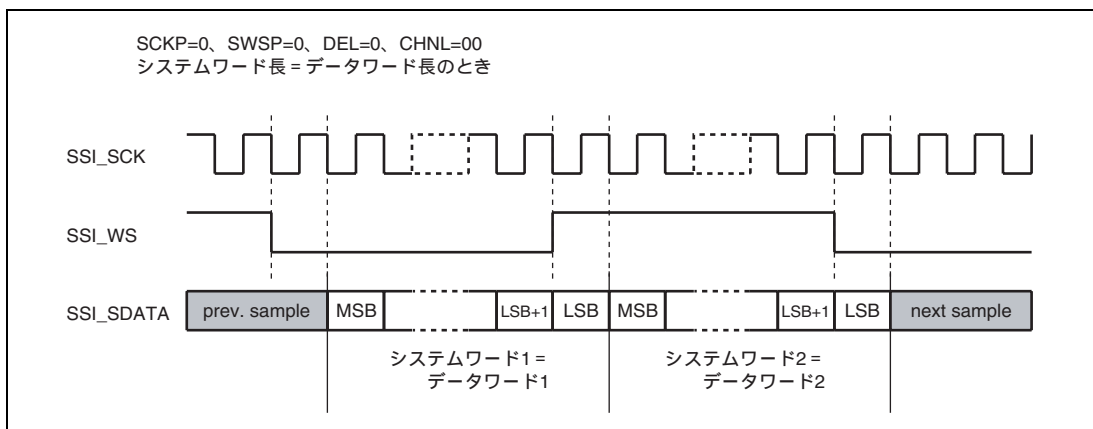 SCKP=0、SWSP=0、DEL=0、CHNL=00
システムワード長 = データワード長のとき
SSI_SCK
SSI_WS
SSI_SDATA
prev. sample MSB LSB+1 LSB MSB LSB+1 LSB next sample
システムワード1 =
データワード1
システムワード2 =
データワード2